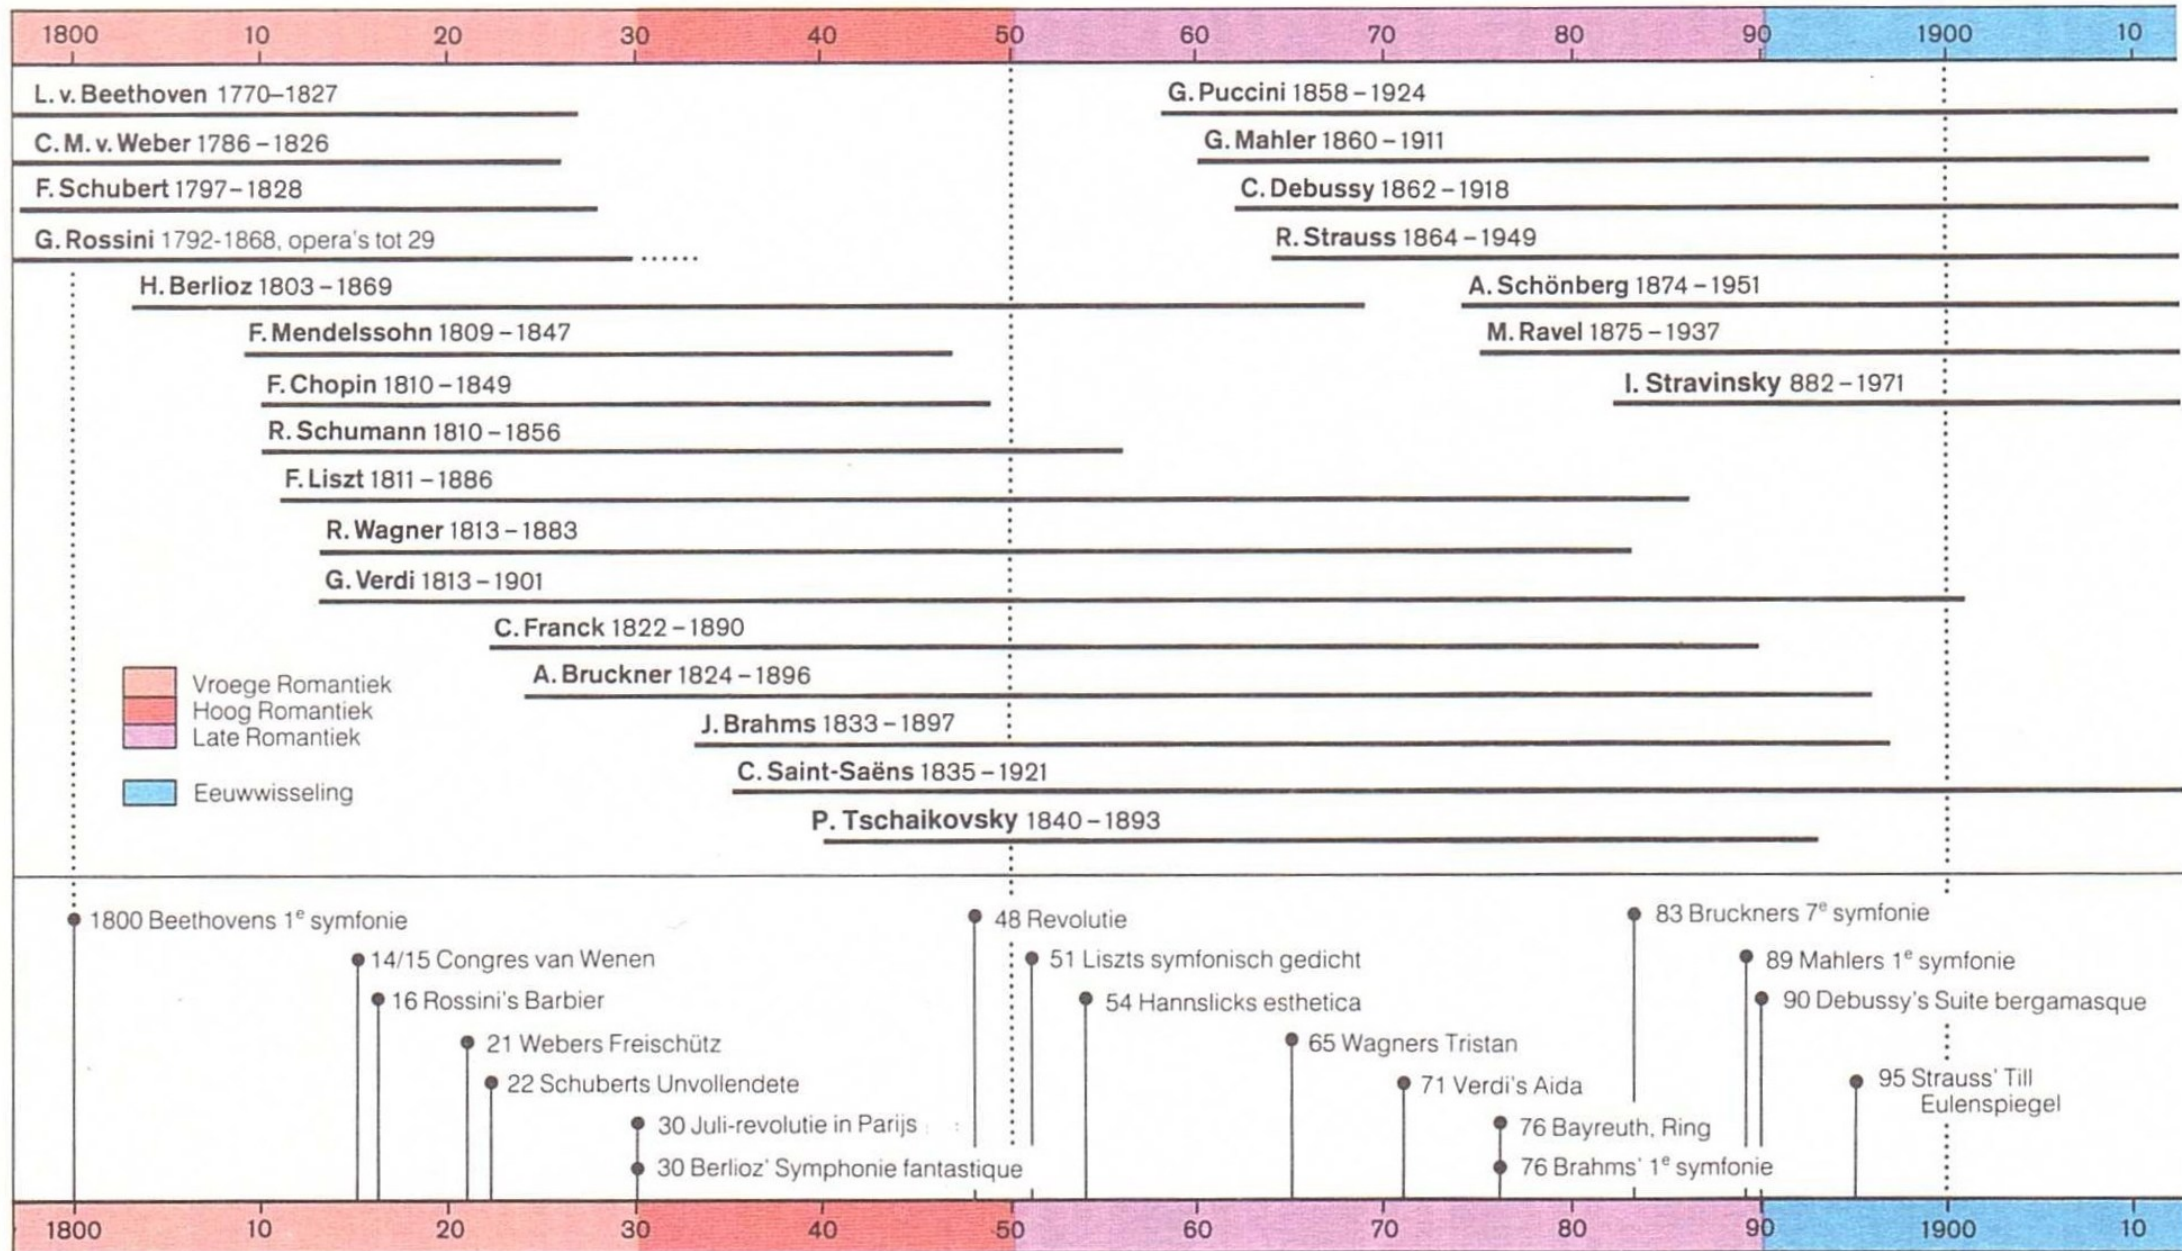 1800 10 20 30 40 50 60 70 80 90 1900 10
L. v. Beethoven 1770–1827
C. M. v. Weber 1786–1826
F. Schubert 1797–1828
G. Rossini 1792-1868, opera's tot 29
H. Berlioz 1803–1869
F. Mendelssohn 1809–1847
F. Chopin 1810–1849
R. Schumann 1810–1856
F. Liszt 1811–1886
R. Wagner 1813–1883
G. Verdi 1813–1901
C. Franck 1822–1890
A. Bruckner 1824–1896
J. Brahms 1833–1897
C. Saint-Saëns 1835–1921
P. Tschaikovsky 1840–1893
G. Puccini 1858–1924
G. Mahler 1860–1911
C. Debussy 1862–1918
R. Strauss 1864–1949
A. Schönberg 1874–1951
M. Ravel 1875–1937
I. Stravinsky 882–1971
Vroege Romantiek
Hoog Romantiek
Late Romantiek
Eeuwwisseling
1800 Beethovens 1e symfonie
14/15 Congres van Wenen
16 Rossini's Barbier
21 Webers Freischütz
22 Schuberts Unvollendete
30 Juli-revolutie in Parijs
30 Berlioz' Symphonie fantastique
48 Revolutie
51 Liszts symfonisch gedicht
54 Hannslicks esthetica
65 Wagners Tristan
71 Verdi's Aida
76 Bayreuth, Ring
76 Brahms' 1e symfonie
83 Bruckners 7e symfonie
89 Mahlers 1e symfonie
90 Debussy's Suite bergamasque
95 Strauss' Till
Eulenspiegel
1800 10 20 30 40 50 60 70 80 90 1900 10